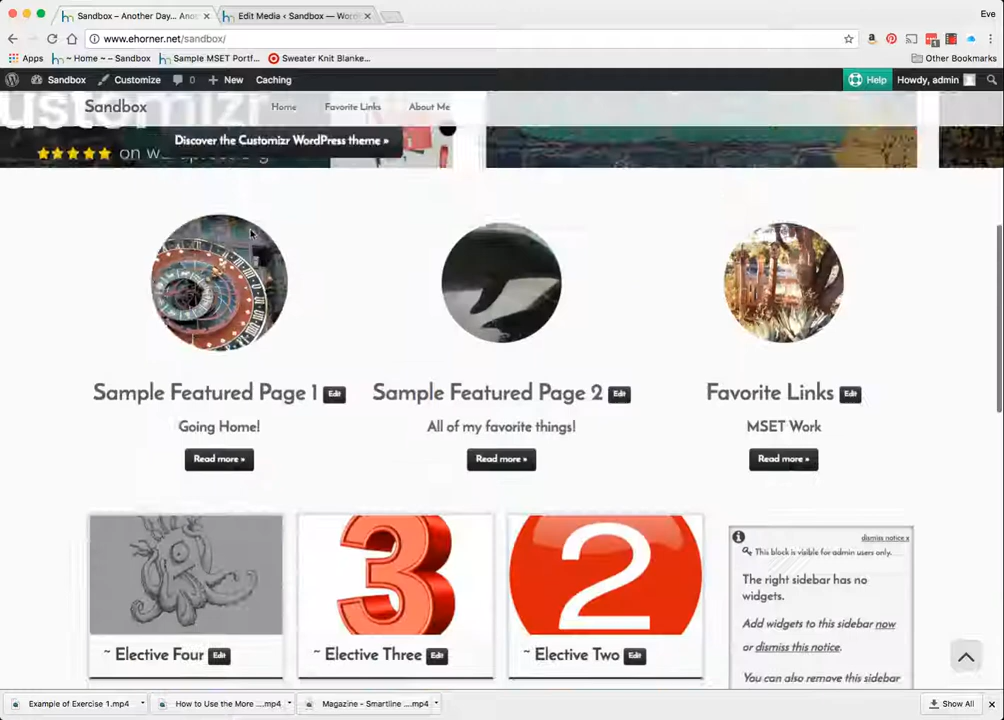 Sandbox – Another Day... Ano
Edit Media ‹ Sandbox — Word
Eve
www.ehorner.net/sandbox/
Apps
~ Home ~ – Sandbox
Sample MSET Portf...
Sweater Knit Blanke...
Other Bookmarks
Sandbox
Customize
0
New
Caching
Help
Howdy, admin
ustomizr
Sandbox
Home
Favorite Links
About Me
Discover the Customizr WordPress theme »
Sample Featured Page 1 Edit
Sample Featured Page 2 Edit
Favorite Links Edit
Going Home!
All of my favorite things!
MSET Work
Read more »
Read more »
Read more »
3
2
~ Elective Four Edit
~ Elective Three Edit
~ Elective Two Edit
dismiss notice x
This block is visible for admin users only.
The right sidebar has no
widgets.
Add widgets to this sidebar now
or dismiss this notice.
You can also remove this sidebar
Example of Exercise 1.mp4
How to Use the More ....mp4
Magazine - Smartline ....mp4
Show All